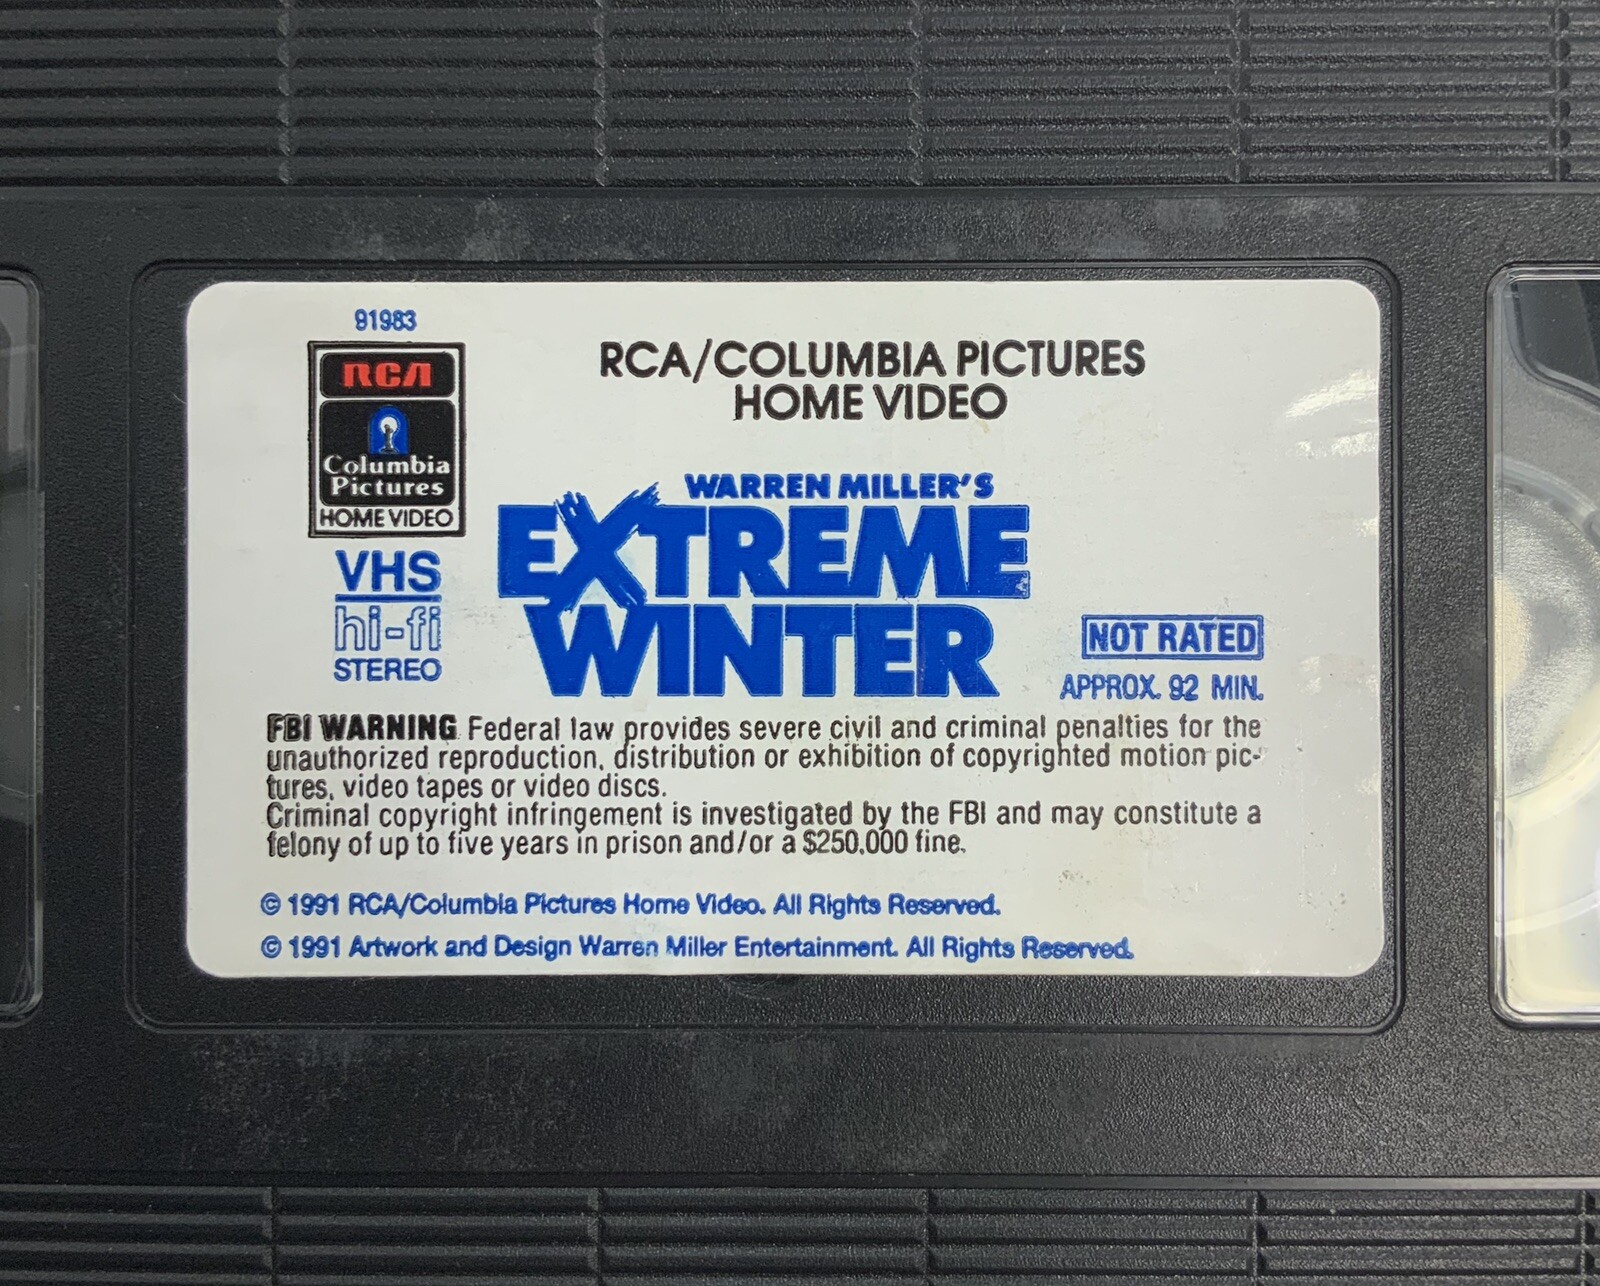 91983
RCA
Columbia
Pictures
HOME VIDEO
VHS
hi-fi
STEREO
RCA/COLUMBIA PICTURES
HOME VIDEO
WARREN MILLER'S
EXTREME
WINTER
NOT RATED
APPROX. 92 MIN.
FBI WARNING Federal law provides severe civil and criminal penalties for the
unauthorized reproduction, distribution or exhibition of copyrighted motion pic-
tures, video tapes or video discs.
Criminal copyright infringement is investigated by the FBI and may constitute a
felony of up to five years in prison and/or a $250,000 fine.
© 1991 RCA/Columbia Pictures Home Video. All Rights Reserved.
© 1991 Artwork and Design Warren Miller Entertainment. All Rights Reserved.